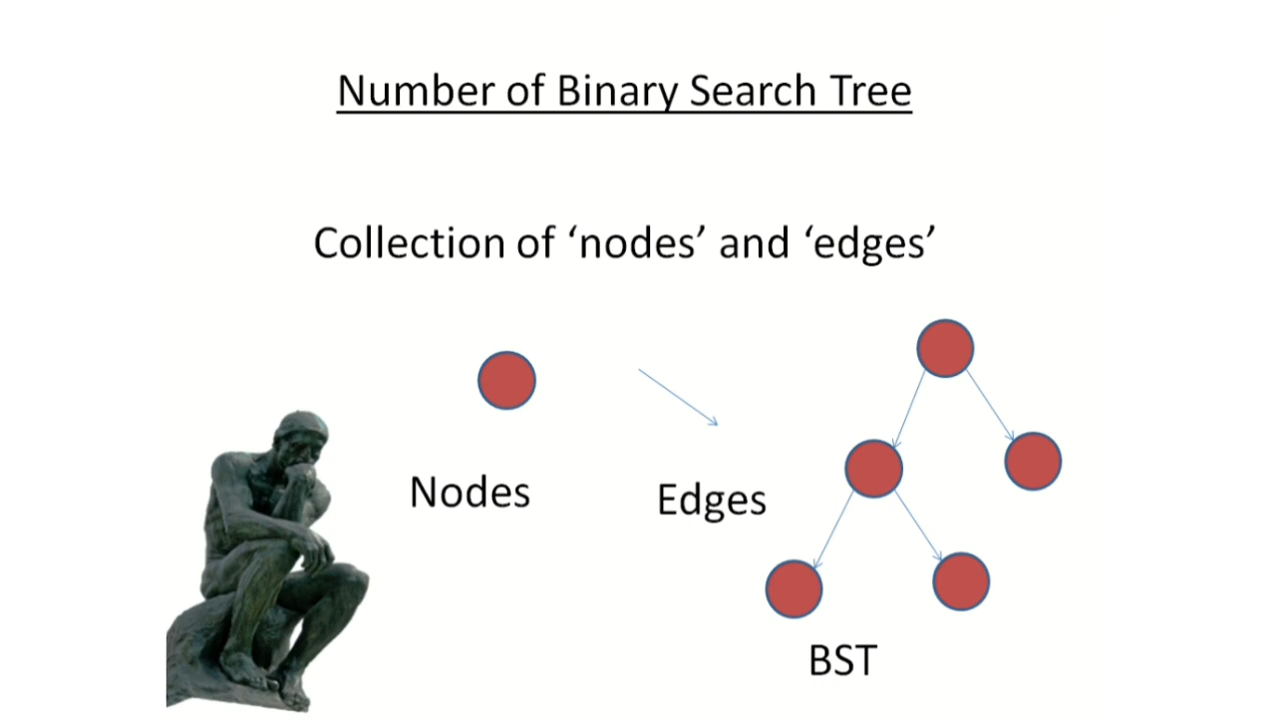 Number of Binary Search Tree
Collection of ‘nodes’ and ‘edges’
Nodes
Edges
BST